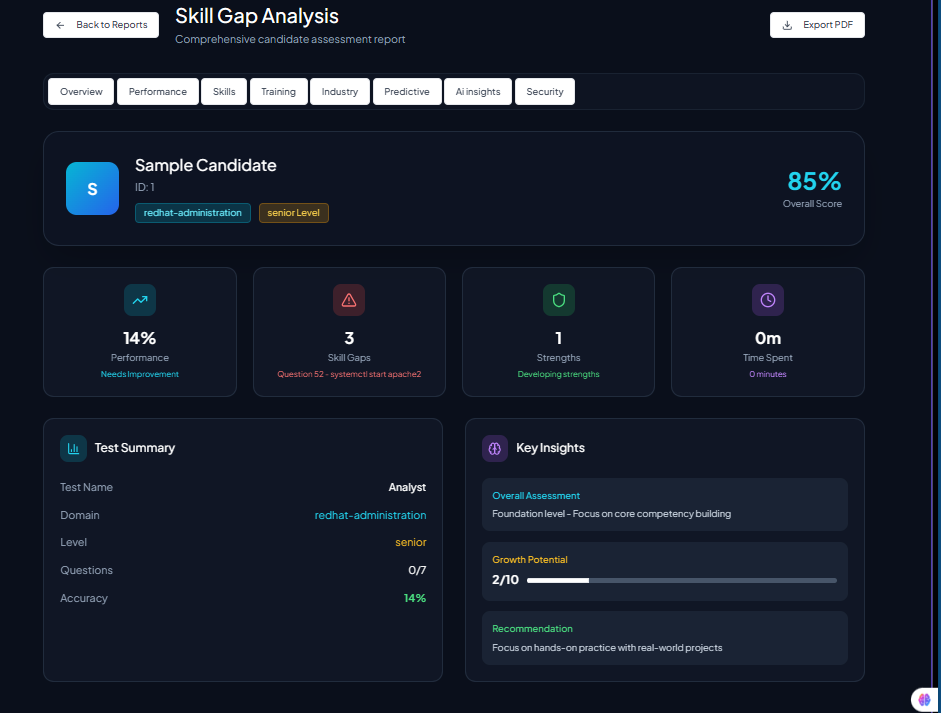 Back to Reports
Skill Gap Analysis
Comprehensive candidate assessment report
Export PDF
Overview
Performance
Skills
Training
Industry
Predictive
Ai insights
Security
S
Sample Candidate
ID: 1
redhat-administration
senior Level
85%
Overall Score
14%
Performance
Needs Improvement
3
Skill Gaps
Question 52 - systemctl start apache2
1
Strengths
Developing strengths
0m
Time Spent
0 minutes
Test Summary
Test Name Analyst
Domain redhat-administration
Level senior
Questions 0/7
Accuracy 14%
Key Insights
Overall Assessment
Foundation level - Focus on core competency building
Growth Potential
2/10
Recommendation
Focus on hands-on practice with real-world projects